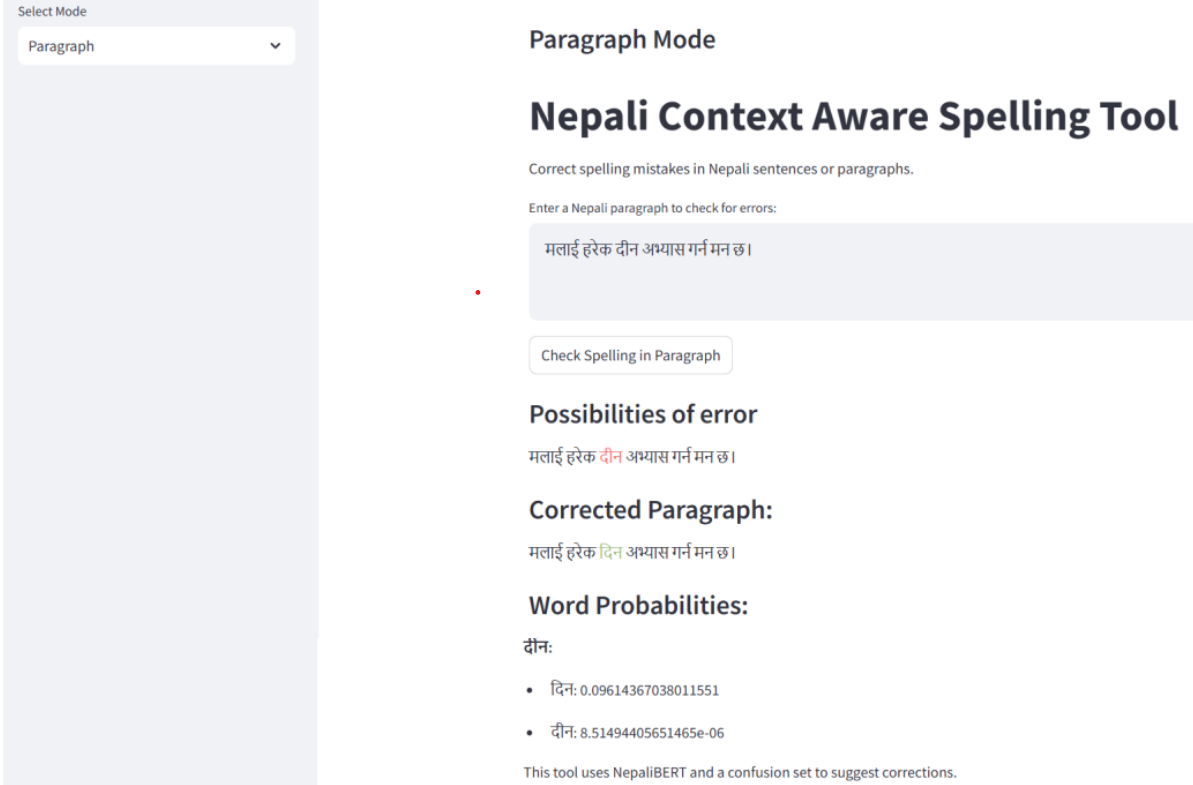 Select Mode
Paragraph
Paragraph Mode
Nepali Context Aware Spelling Tool
Correct spelling mistakes in Nepali sentences or paragraphs.
Enter a Nepali paragraph to check for errors:
मलाई हरेक दीन अभ्यास गर्न मन छ।
Check Spelling in Paragraph
Possibilities of error
मलाई हरेक दीन अभ्यास गर्न मन छ।
Corrected Paragraph:
मलाई हरेक दिन अभ्यास गर्न मन छ।
Word Probabilities:
दीन:
• दिन: 0.09614367038011551
• दीन: 8.51494405651465e-06
This tool uses NepaliBERT and a confusion set to suggest corrections.